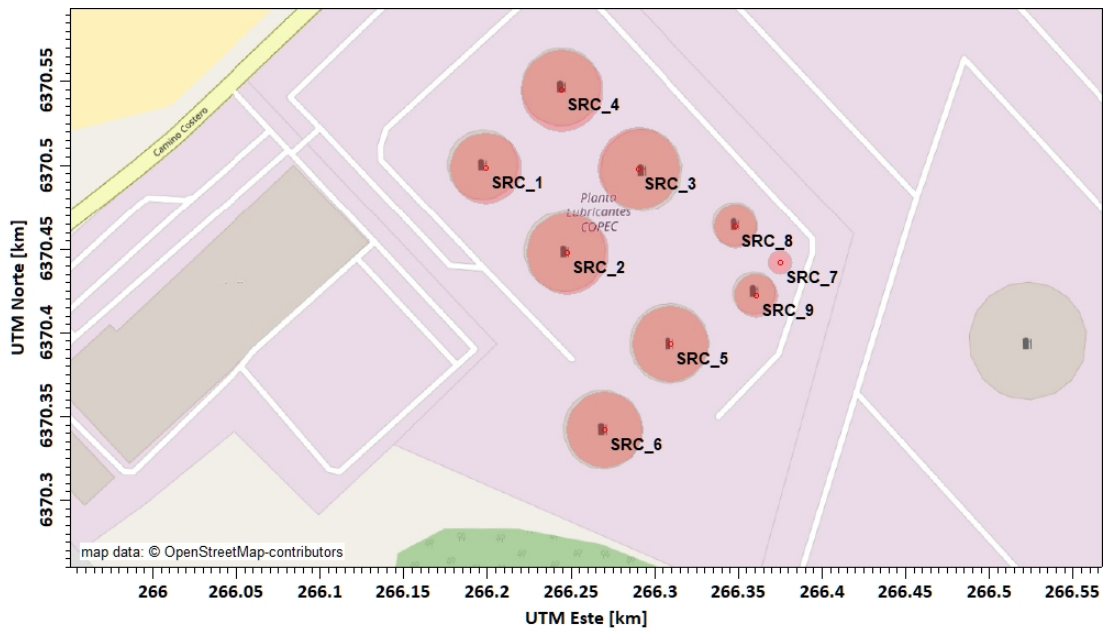 6370.55
6370.5
6370.45
6370.4
6370.35
6370.3
UTM Norte [km]
Camino Costero
SRC_4
SRC_1
SRC_3
Planta
Lubricantes
COPEC
SRC_8
SRC_2
SRC_7
SRC_9
SRC_5
SRC_6
map data: © OpenStreetMap-contributors
266 266.05 266.1 266.15 266.2 266.25 266.3 266.35 266.4 266.45 266.5 266.55
UTM Este [km]